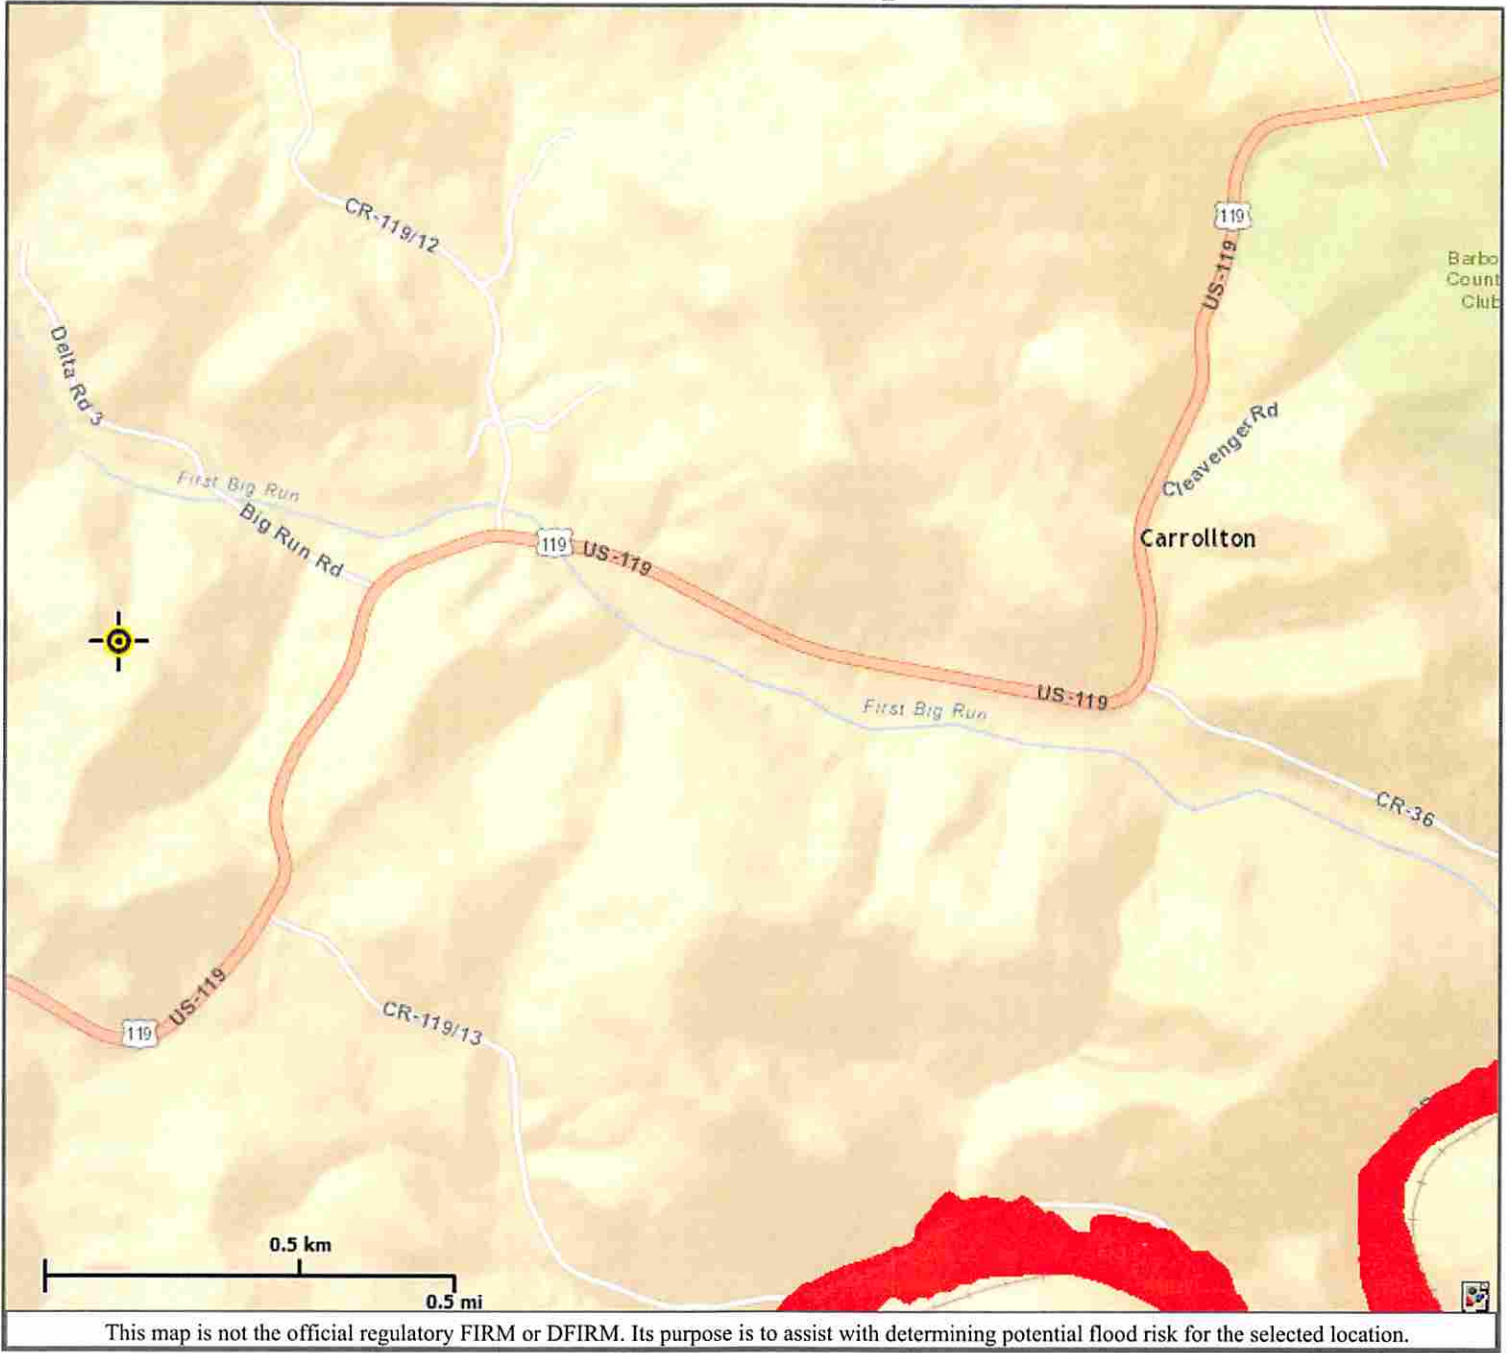 CR-119/12
119
US-119
Barbo
Count
Club
Delta Rd 3
Cleavenger Rd
First Big Run
Big Run Rd
119
US-119
Carrollton
US-119
First Big Run
CR-36
US-119
119
CR-119/13
0.5 km
0.5 mi
This map is not the official regulatory FIRM or DFIRM. Its purpose is to assist with determining potential flood risk for the selected location.